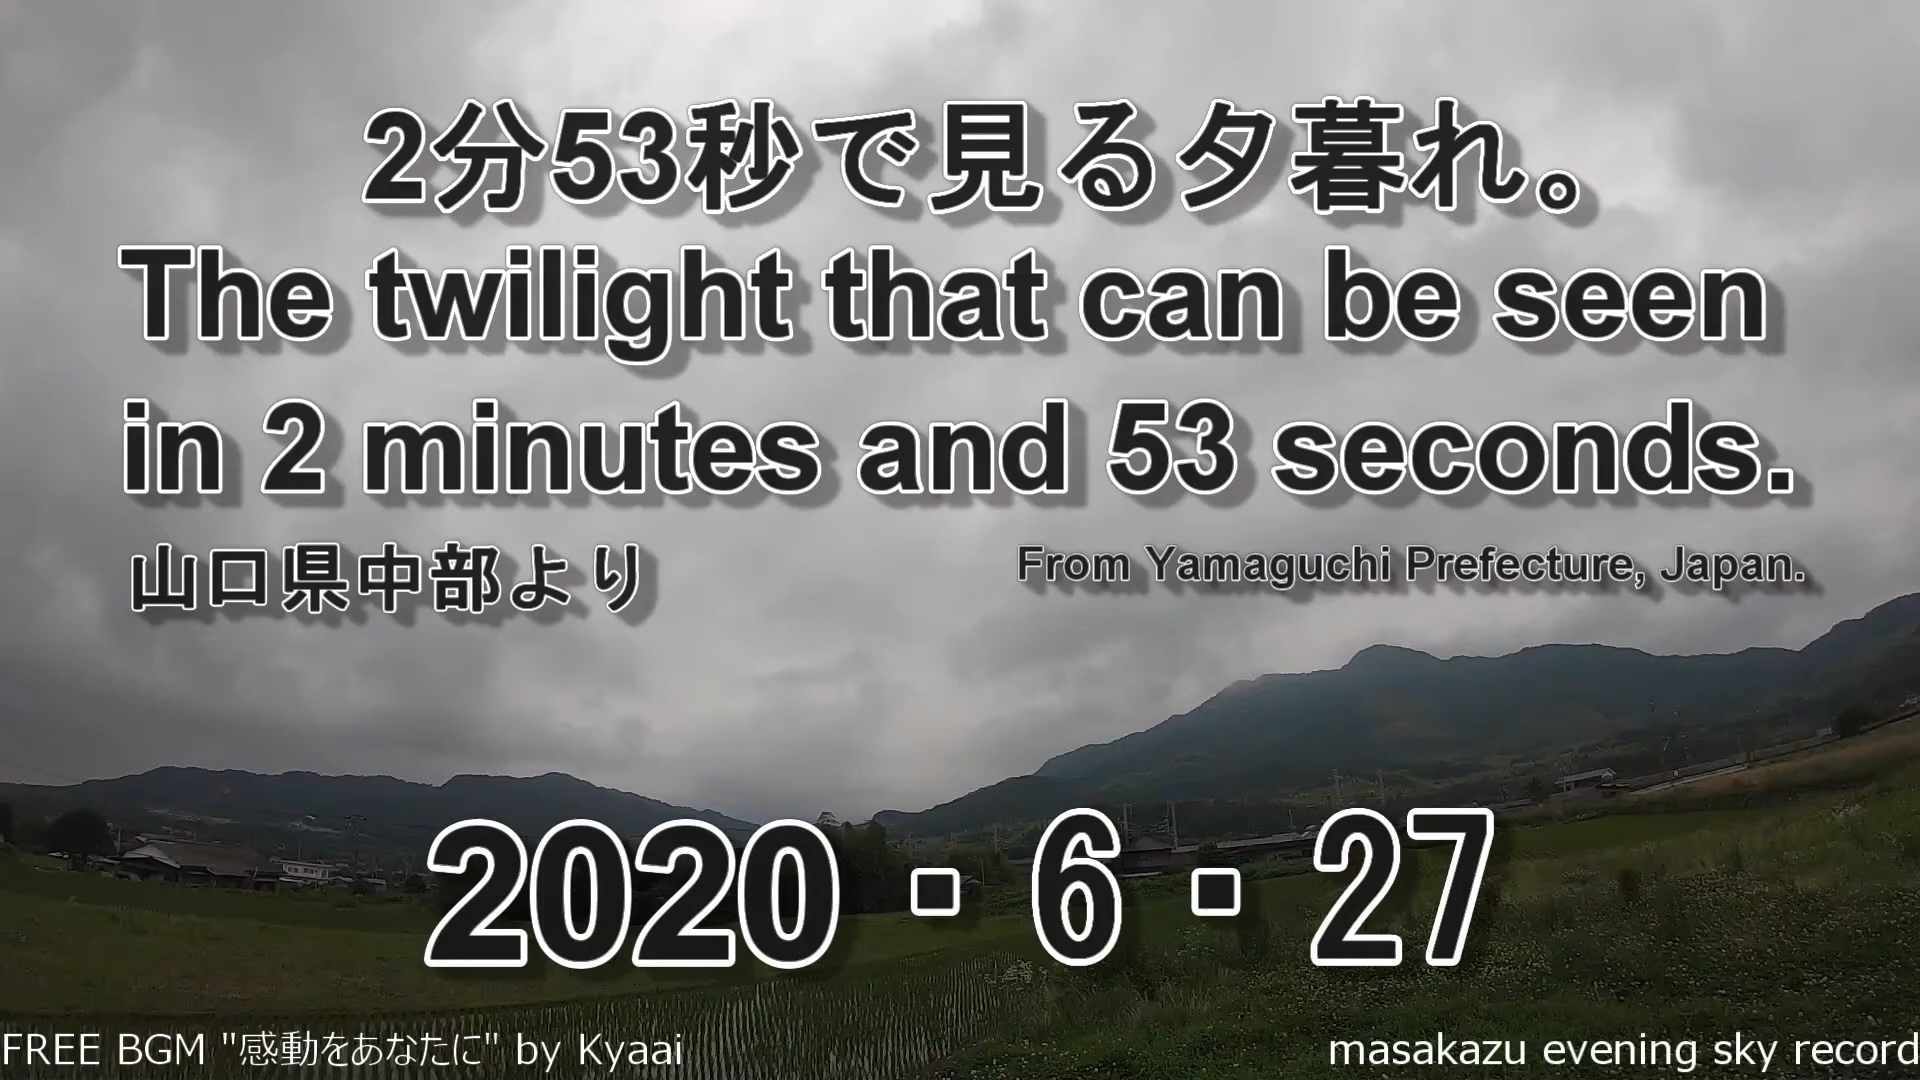 2分53秒で見る夕暮れ。
The twilight that can be seen
in 2 minutes and 53 seconds.
山口県中部より
From Yamaguchi Prefecture, Japan.
2020・6・27
FREE BGM "感動をあなたに" by Kyaai
masakazu evening sky record